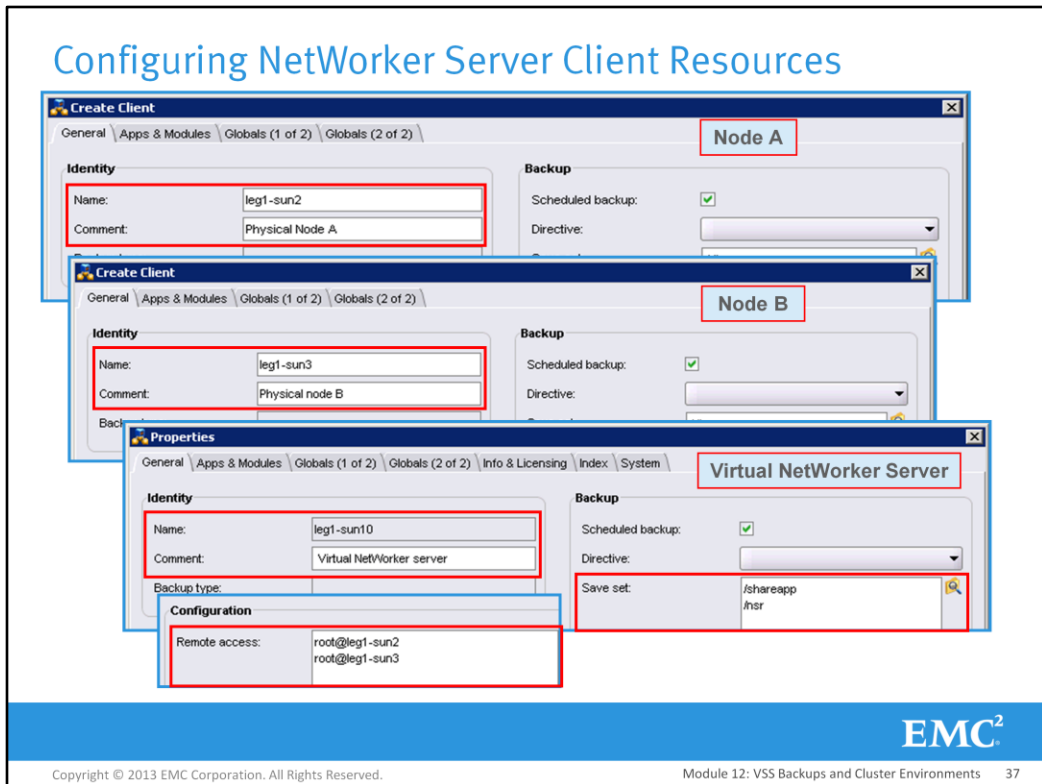 Configuring NetWorker Server Client Resources
Create Client
General Apps & Modules Globals (1 of 2) Globals (2 of 2)
Node A
Identity
Backup
Name: leg1-sun2
Scheduled backup:
Comment: Physical Node A
Directive:
Create Client
General Apps & Modules Globals (1 of 2) Globals (2 of 2)
Node B
Identity
Backup
Name: leg1-sun3
Scheduled backup:
Comment: Physical node B
Directive:
Properties
General Apps & Modules Globals (1 of 2) Globals (2 of 2) Info & Licensing Index System
Virtual NetWorker Server
Identity
Backup
Name: leg1-sun10
Scheduled backup:
Comment: Virtual NetWorker server
Directive:
Backup type:
Save set: /shareapp
/nsr
Configuration
Remote access: root@leg1-sun2
root@leg1-sun3
EMC²
Copyright © 2013 EMC Corporation. All Rights Reserved.
Module 12: VSS Backups and Cluster Environments 37